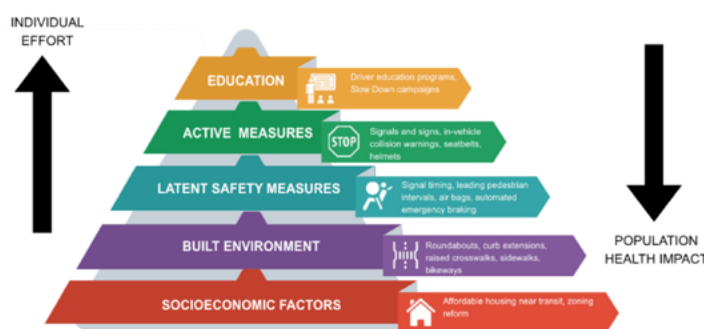 INDIVIDUAL
EFFORT
EDUCATION
Driver education programs,
Slow Down campaigns
ACTIVE MEASURES
STOP
Signals and signs, in-vehicle
collision warnings, seatbelts,
helmets
LATENT SAFETY MEASURES
Signal timing, leading pedestrian
intervals, air bags, automated
emergency braking
BUILT ENVIRONMENT
Roundabouts, curb extensions,
raised crosswalks, sidewalks,
bikeways
SOCIOECONOMIC FACTORS
Affordable housing near transit, zoning
reform
POPULATION
HEALTH IMPACT